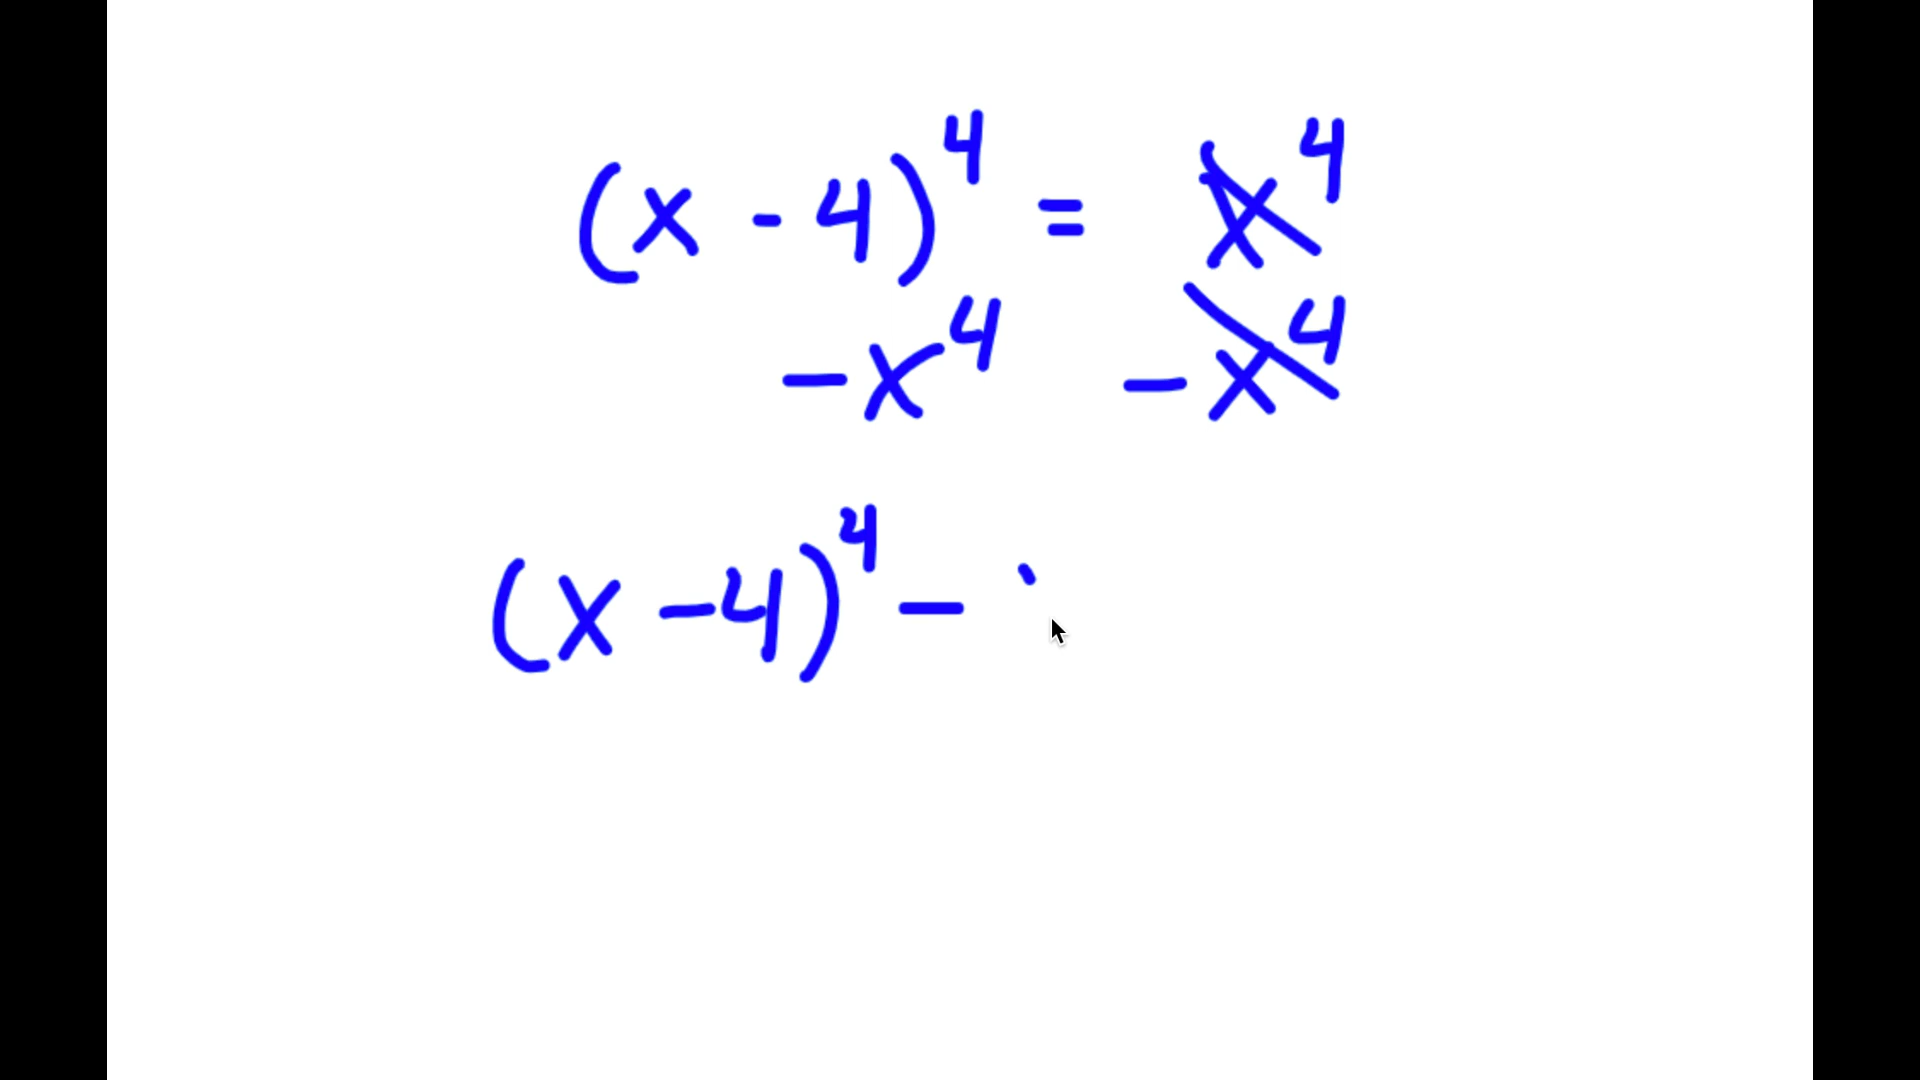 (x - 4)⁴ = x⁴
-x⁴ -x⁴
(x - 4)⁴ -